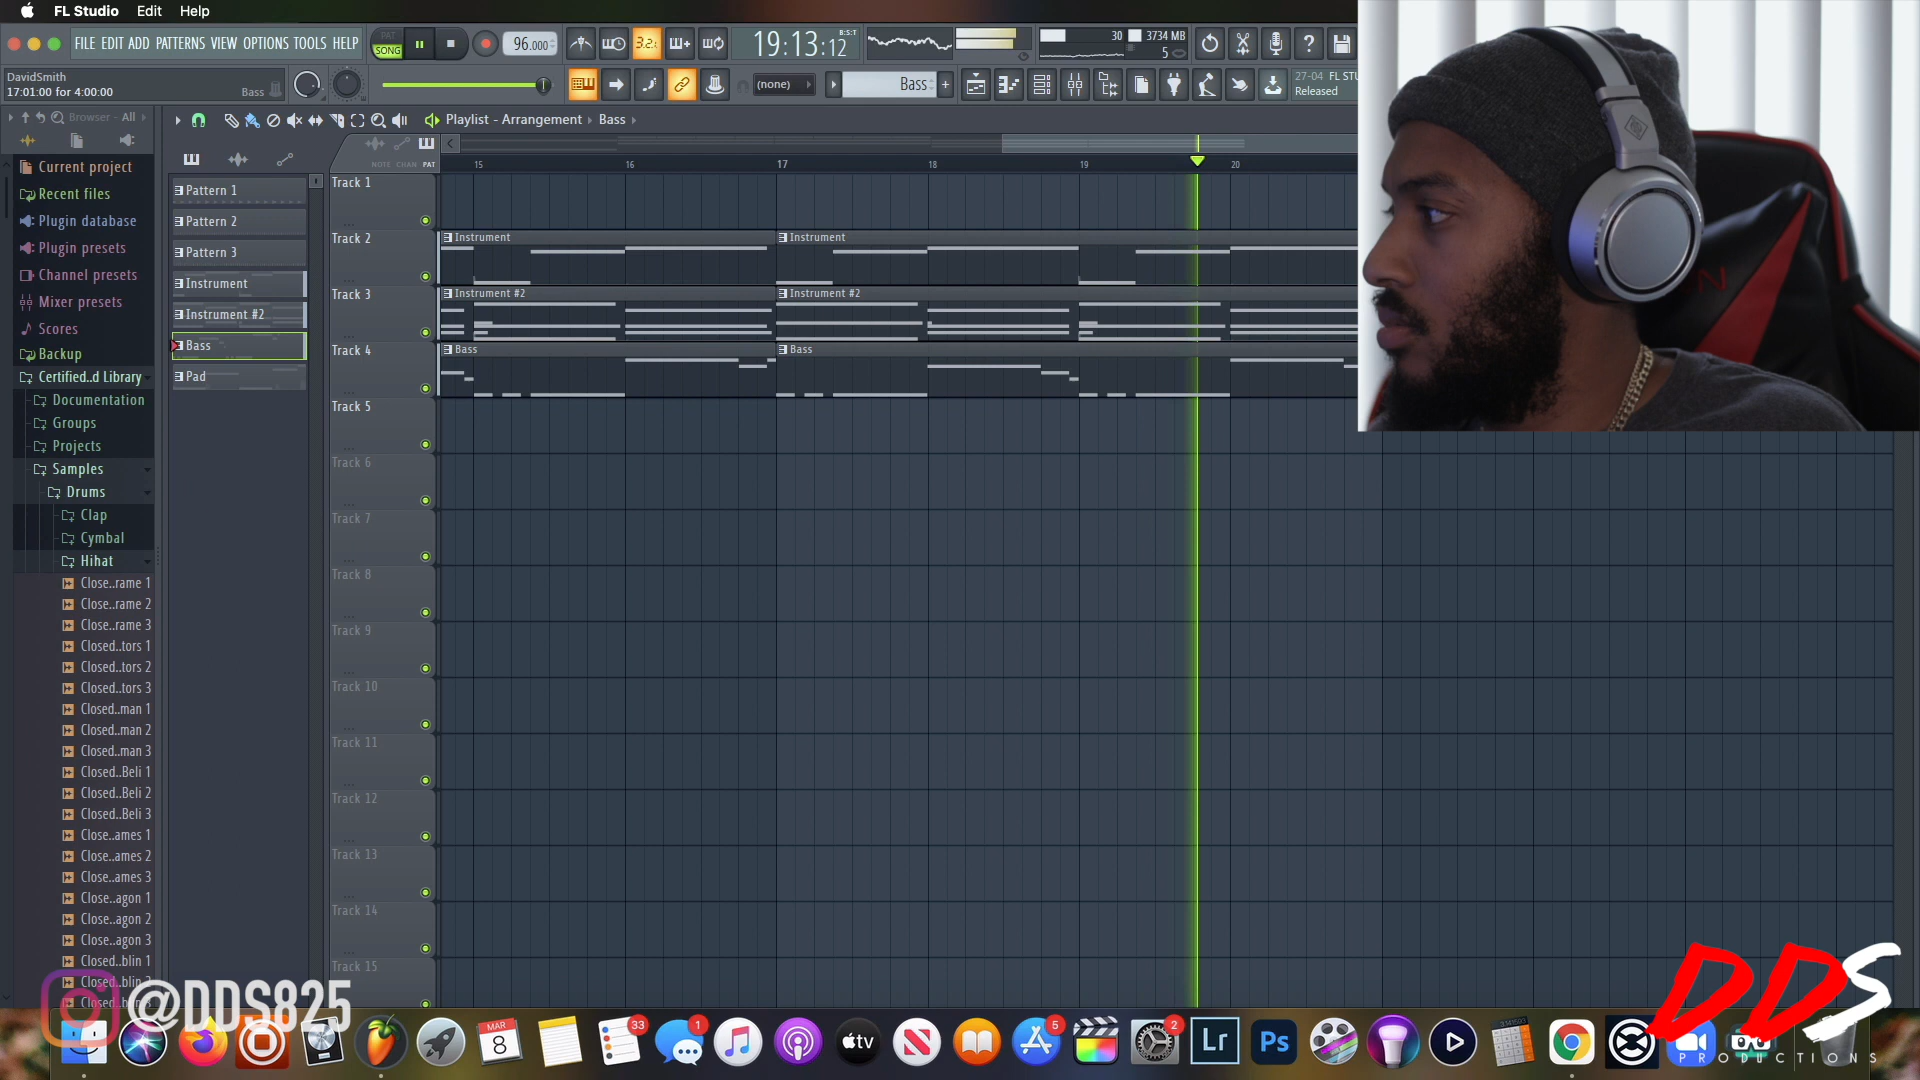 FL Studio Edit Help
FILE EDIT ADD PATTERNS VIEW OPTIONS TOOLS HELP
PAT
SONG
96.000
3.2.
19:13:12
B:S:T
30
3734 MB
5
DavidSmith
17:01:00 for 4:00:00
Bass
(none)
Bass
27-04 FL STU
Released
Browser - All
Playlist - Arrangement › Bass ›
NOTE CHAN PAT
15 16 17 18 19 20
Current project
Recent files
Plugin database
Plugin presets
Channel presets
Mixer presets
Scores
Backup
Certified..d Library
Documentation
Groups
Projects
Samples
Drums
Clap
Cymbal
Hihat
Close..rame 1
Close..rame 2
Close..rame 3
Closed..tors 1
Closed..tors 2
Closed..tors 3
Closed..man 1
Closed..man 2
Closed..man 3
Closed..Beli 1
Closed..Beli 2
Closed..Beli 3
Close..ames 1
Close..ames 2
Close..ames 3
Close..agon 1
Close..agon 2
Close..agon 3
Closed..blin 1
Pattern 1
Pattern 2
Pattern 3
Instrument
Instrument #2
Bass
Pad
Track 1
Track 2
Instrument
Instrument
Track 3
Instrument #2
Instrument #2
Track 4
Bass
Bass
Track 5
Track 6
Track 7
Track 8
Track 9
Track 10
Track 11
Track 12
Track 13
Track 14
Track 15
@DDS825
DDS
PRODUCTIONS
MAR
8
33
1
tv
5
2
Lr
Ps